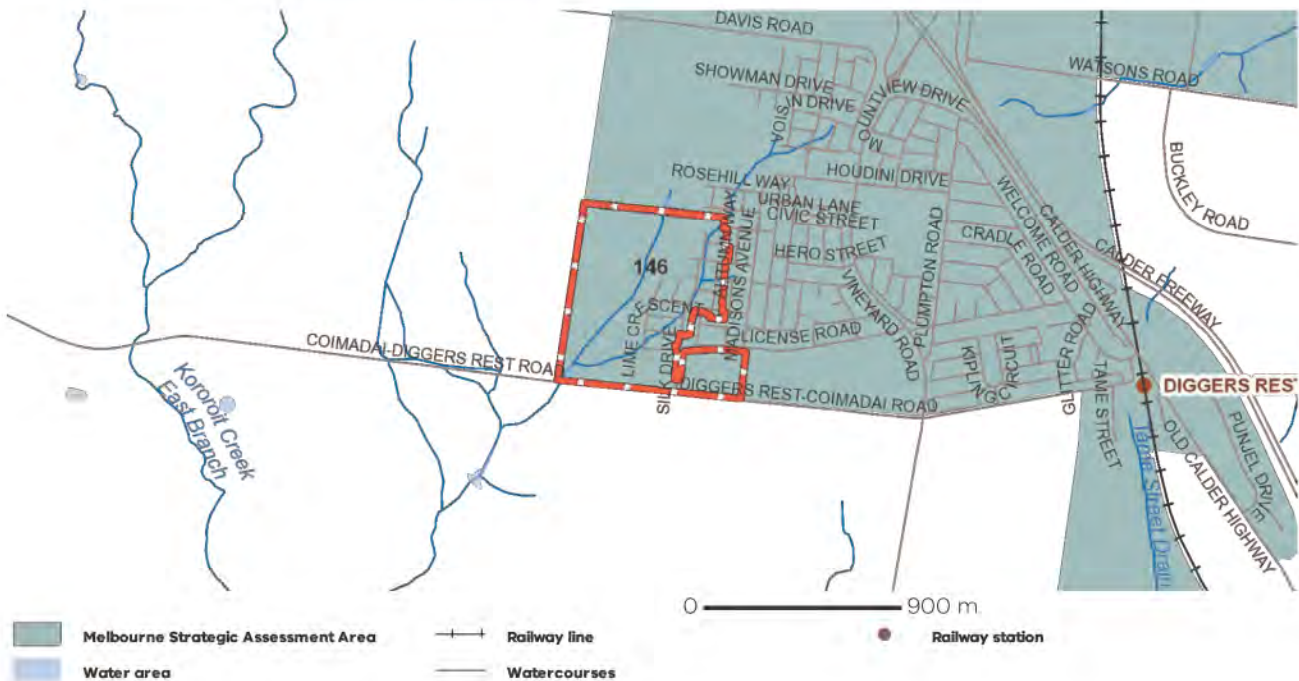 DAVIS ROAD
WATSONS ROAD
SHOWMAN DRIVE
MOUNTVIEW DRIVE
VOISIN DRIVE
BUCKLEY ROAD
HOUDINI DRIVE
ROSEHILL WAY
URBAN LANE
CIVIC STREET
WELCOME ROAD
CALDER HIGHWAY
CALDER FREEWAY
CRADLE ROAD
HERO STREET
AUTUMN WAY
MADISONS AVENUE
PLUMPTON ROAD
146
VINEYARD ROAD
LIME CRESCENT
LICENSE ROAD
COIMADAI-DIGGERS REST ROAD
SILK DRIVE
DIGGERS REST-COIMADAI ROAD
KIPLING CIRCUIT
GLITTER ROAD
TAME STREET
DIGGERS REST
Kororoit Creek
East Branch
PUNJEL DRIVE
OLD CALDER HIGHWAY
Tame Street Drain
0 900 m
Melbourne Strategic Assessment Area
Railway line
Railway station
Water area
Watercourses